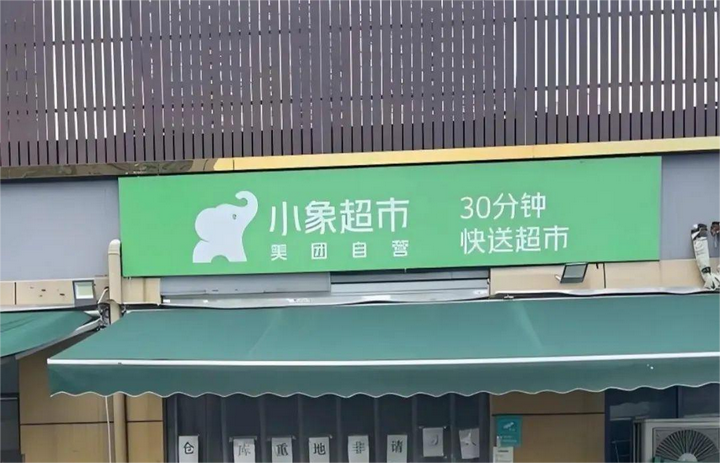 小象超市
美团自营
30分钟
快送超市
仓库重地非请